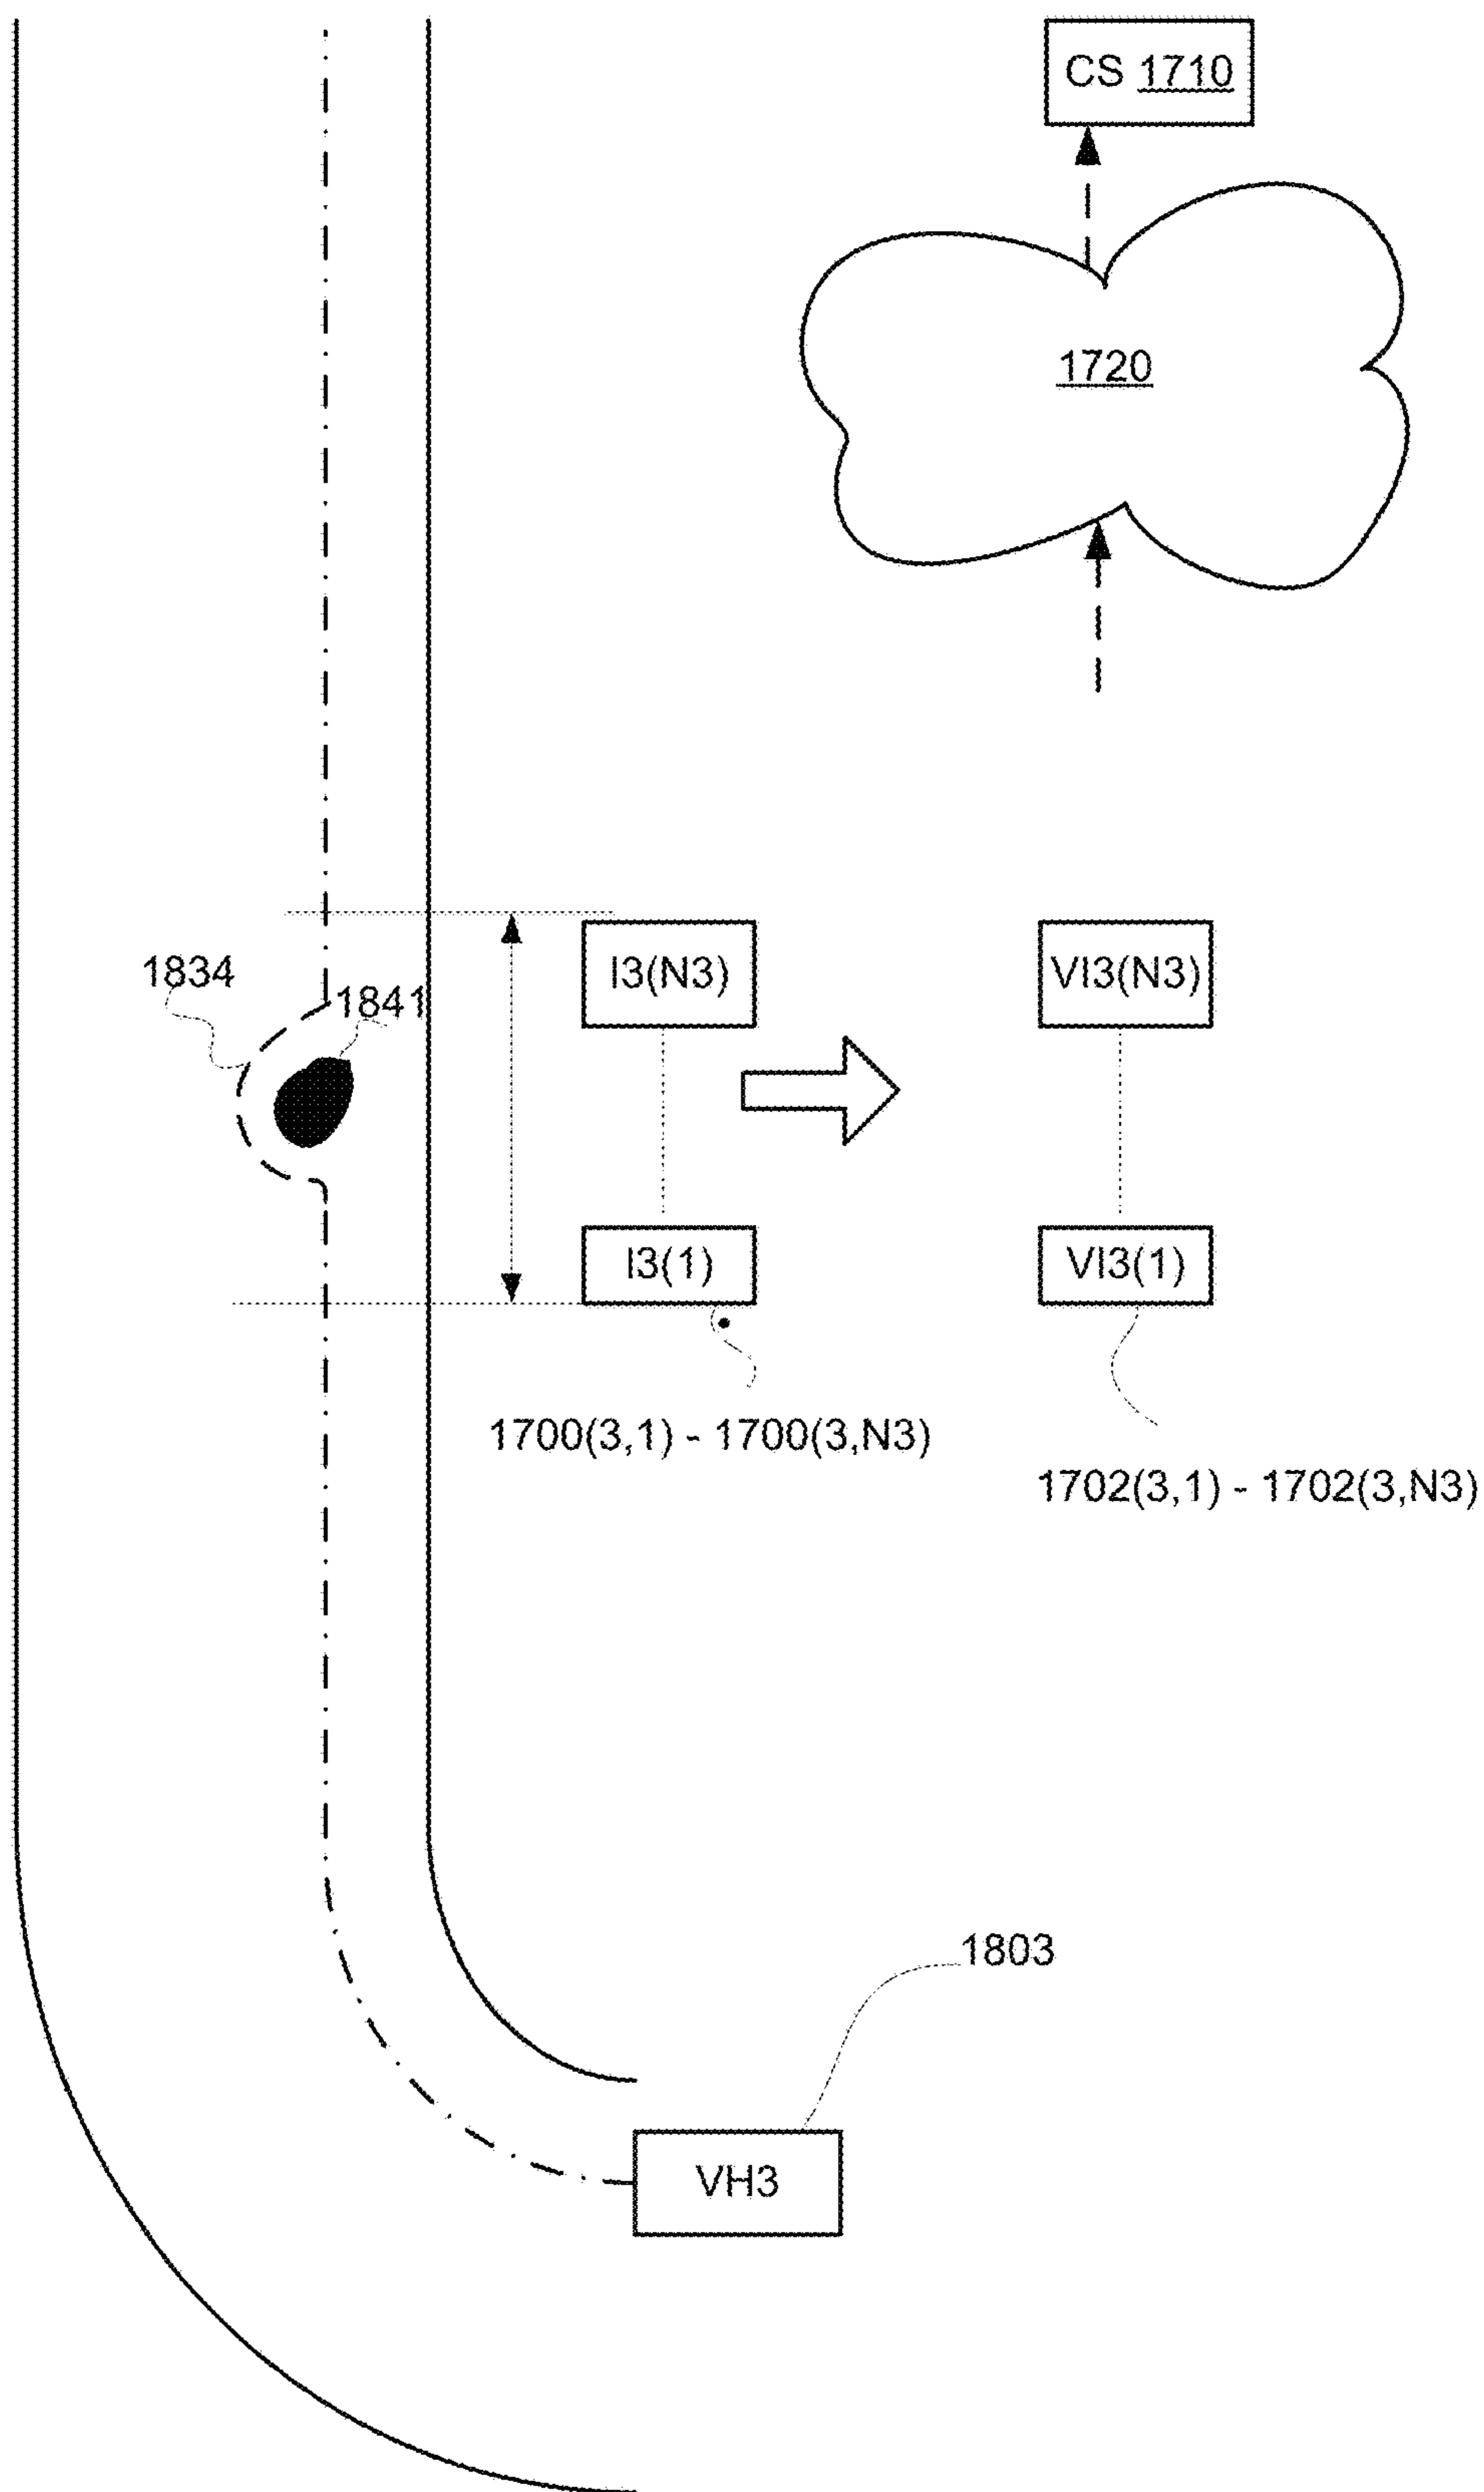 CS 1710
1720
1834
1841
I3(N3)
VI3(N3)
I3(1)
VI3(1)
1700(3,1) - 1700(3,N3)
1702(3,1) - 1702(3,N3)
1803
VH3